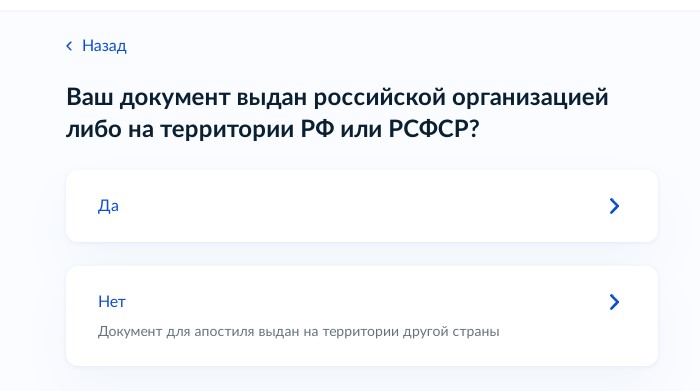 Назад
Ваш документ выдан российской организацией
либо на территории РФ или РСФСР?
Да
Нет
Документ для апостиля выдан на территории другой страны